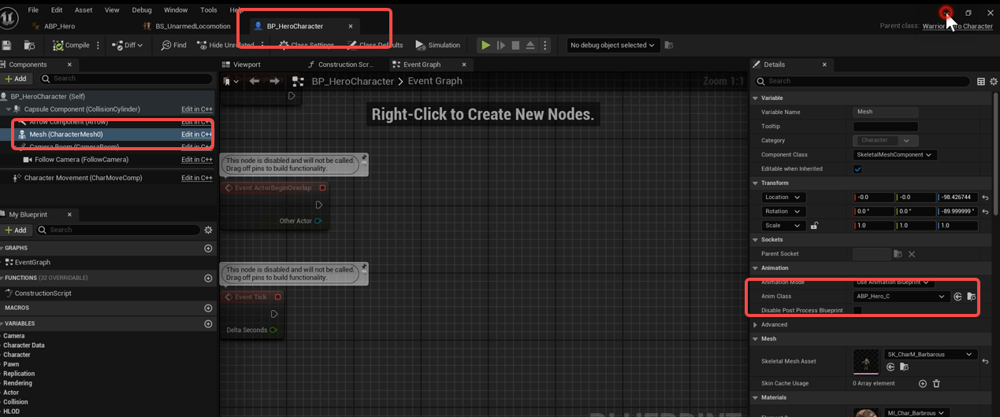 File Edit Asset View Debug Window Tools Help
ABP_Hero BS_UnarmedLocomotion BP_HeroCharacter
Parent class: Warrior Hero Character
Compile Diff Find Hide Unrelated Class Settings Class Defaults Simulation No debug object selected
Components
Add Search
BP_HeroCharacter (Self)
Capsule Component (CollisionCylinder) Edit in C++
Arrow Component (Arrow) Edit in C++
Mesh (CharacterMesh0) Edit in C++
Camera Boom (CameraBoom) Edit in C++
Follow Camera (FollowCamera) Edit in C++
Character Movement (CharMoveComp) Edit in C++
My Blueprint
Add Search
GRAPHS
EventGraph
FUNCTIONS (32 OVERRIDABLE)
ConstructionScript
MACROS
VARIABLES
Camera
Character Data
Character
Pawn
Replication
Rendering
Actor
Collision
HLOD
Viewport Construction Scr... Event Graph
BP_HeroCharacter > Event Graph Zoom 1:1
Right-Click to Create New Nodes.
This node is disabled and will not be called.
Drag off pins to build functionality.
Event ActorBeginOverlap
Other Actor
This node is disabled and will not be called.
Drag off pins to build functionality.
Event Tick
Delta Seconds
BLUEPRINT
Details
Search
Variable
Variable Name Mesh
Tooltip
Category Character
Component Class SkeletalMeshComponent
Editable when Inherited
Transform
Location -0.0 -0.0 -98.426744
Rotation 0.0 ° 0.0 ° -89.999999 °
Scale 1.0 1.0 1.0
Sockets
Parent Socket
Animation
Animation Mode Use Animation Blueprint
Anim Class ABP_Hero_C
Disable Post Process Blueprint
Advanced
Mesh
Skeletal Mesh Asset SK_CharM_Barbarous
Skin Cache Usage 0 Array element
Materials
Element 0 MI_Char_Barbarous